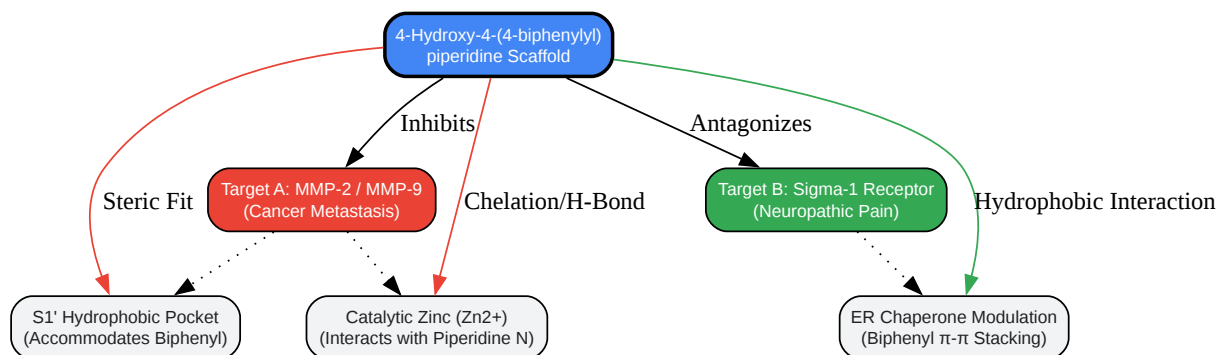 4-Hydroxy-4-(4-biphenylyl)
piperidine Scaffold
Inhibits
Antagonizes
Steric Fit
Target A: MMP-2 / MMP-9
(Cancer Metastasis)
Chelation/H-Bond
Target B: Sigma-1 Receptor
(Neuropathic Pain)
Hydrophobic Interaction
S1' Hydrophobic Pocket
(Accommodates Biphenyl)
Catalytic Zinc (Zn2+)
(Interacts with Piperidine N)
ER Chaperone Modulation
(Biphenyl π-π Stacking)